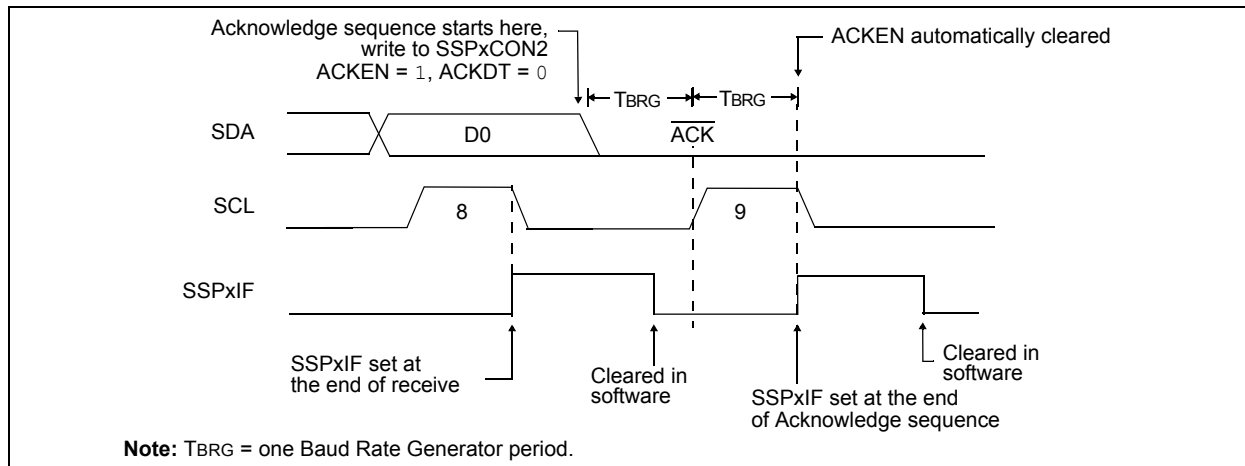 Acknowledge sequence starts here,
write to SSPxCON2
ACKEN = 1, ACKDT = 0
ACKEN automatically cleared
TBRG
TBRG
SDA
D0
ACK
SCL
8
9
SSPxIF
SSPxIF set at
the end of receive
Cleared in
software
SSPxIF set at the end
of Acknowledge sequence
Cleared in
software
Note: TBRG = one Baud Rate Generator period.